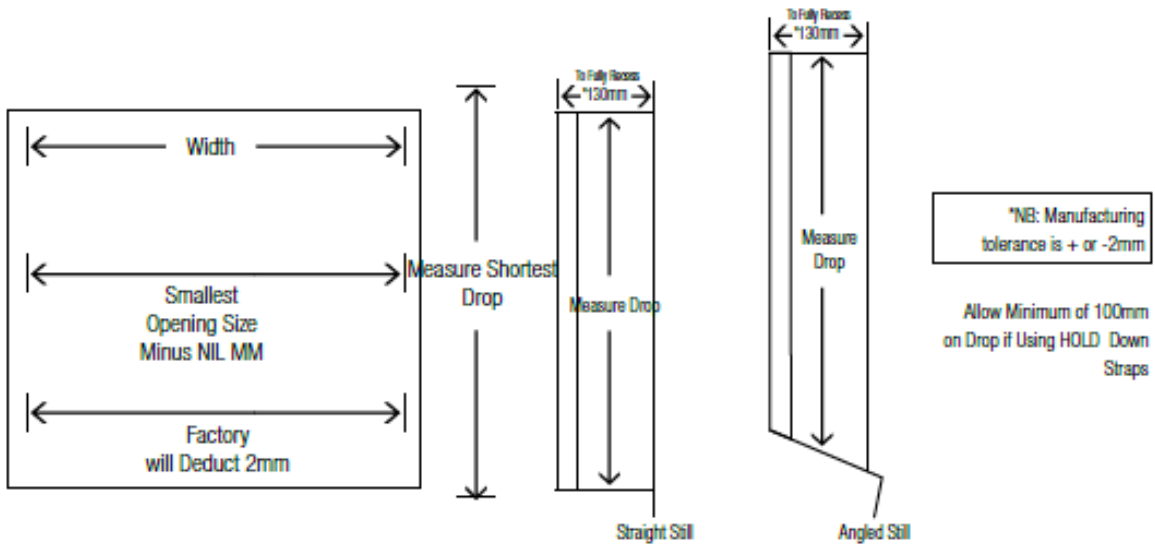 Width
Smallest
Opening Size
Minus NIL MM
Factory
will Deduct 2mm
Measure Shortest
Drop
To Fully Recess
*130mm
Measure Drop
Straight Still
To Fully Recess
*130mm
Measure
Drop
Angled Still
*NB: Manufacturing
tolerance is + or -2mm
Allow Minimum of 100mm
on Drop if Using HOLD Down
Straps